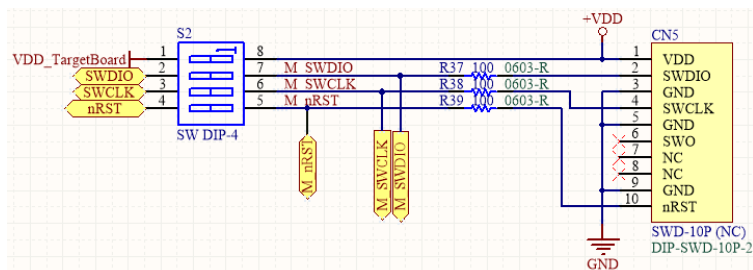 +VDD
S2
CN5
VDD_TargetBoard 1 8 1 VDD
SWDIO 2 7 M_SWDIO R37 100 0603-R 2 SWDIO
SWCLK 3 6 M_SWCLK R38 100 0603-R 3 GND
nRST 4 5 M_nRST R39 100 0603-R 4 SWCLK
5 GND
6 SWO
7 NC
8 NC
9 GND
10 nRST
SW DIP-4
M_nRST
M_SWCLK
M_SWDIO
SWD-10P (NC)
DIP-SWD-10P-2
GND